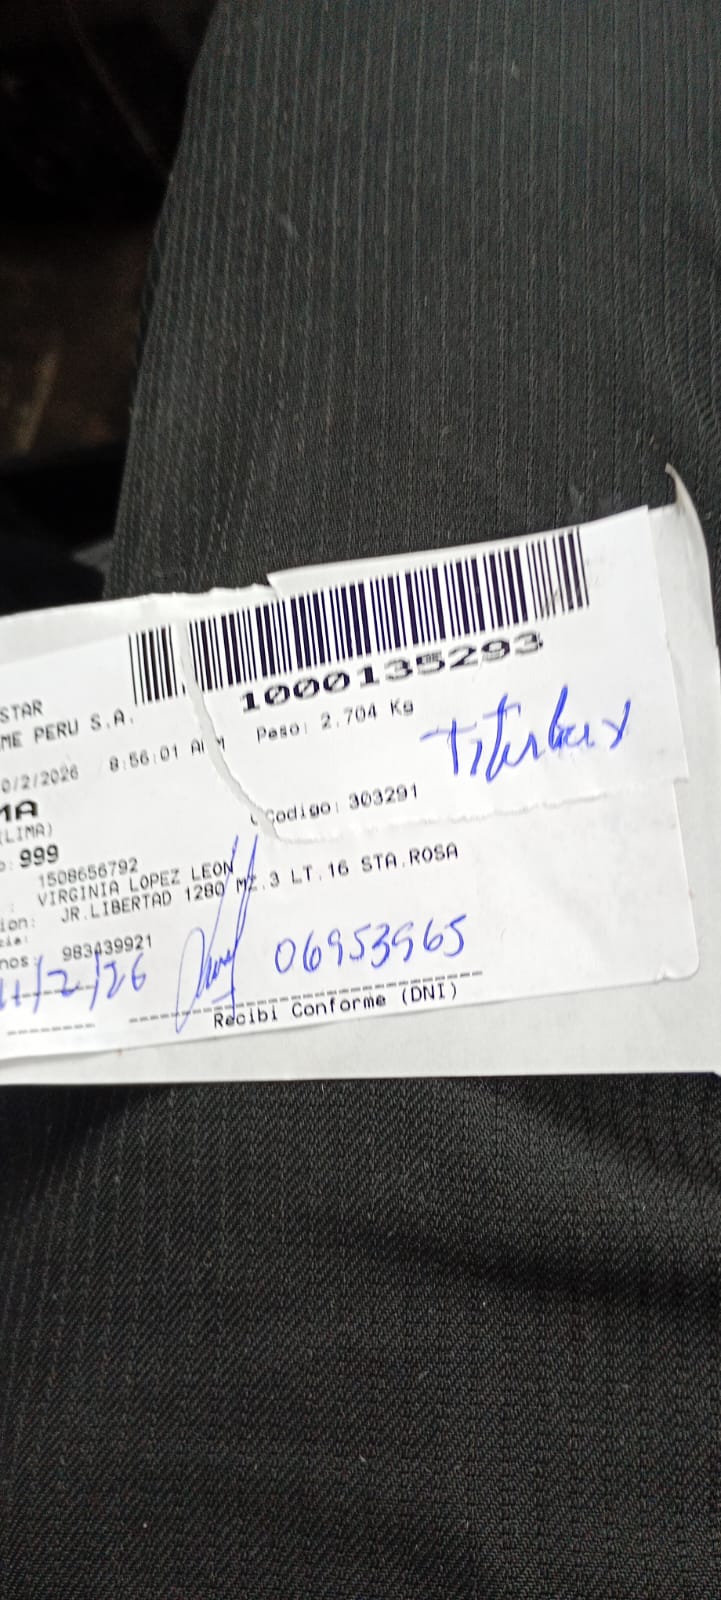 1000135293
STAR
ME PERU S.A.
Peso: 2.704 Kg
0/2/2026 8:56:01 AM
Titular
MA
Codigo: 303291
(LIMA)
: 999
1508656792
: VIRGINIA LOPEZ LEON
ion: JR.LIBERTAD 1280 MZ.3 LT.16 STA.ROSA
cia:
nos: 983439921
11/2/26 06953965
Recibi Conforme (DNI)